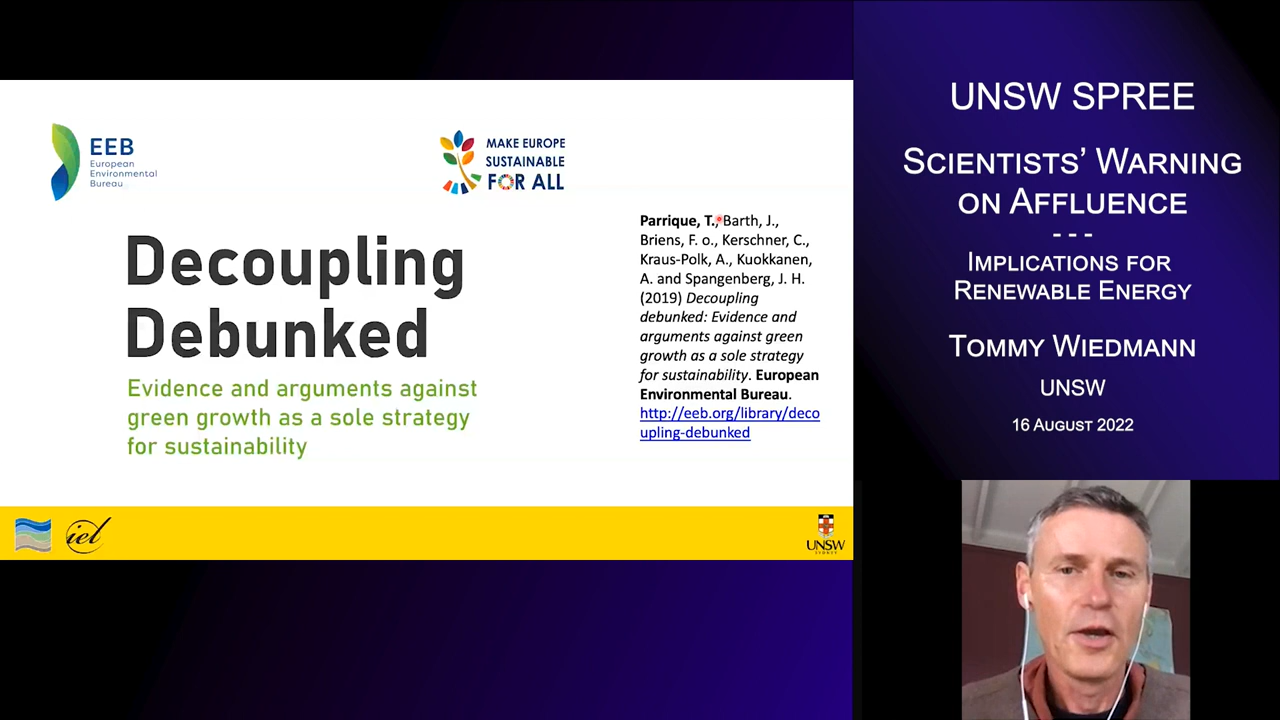 EEB
European
Environmental
Bureau
MAKE EUROPE
SUSTAINABLE
FOR ALL
Decoupling
Debunked
Evidence and arguments against
green growth as a sole strategy
for sustainability
Parrique, T., Barth, J.,
Briens, F. o., Kerschner, C.,
Kraus-Polk, A., Kuokkanen,
A. and Spangenberg, J. H.
(2019) Decoupling
debunked: Evidence and
arguments against green
growth as a sole strategy
for sustainability. European
Environmental Bureau.
http://eeb.org/library/deco
upling-debunked
iel
UNSW
SYDNEY
UNSW SPREE
SCIENTISTS' WARNING
ON AFFLUENCE
---
IMPLICATIONS FOR
RENEWABLE ENERGY
TOMMY WIEDMANN
UNSW
16 AUGUST 2022